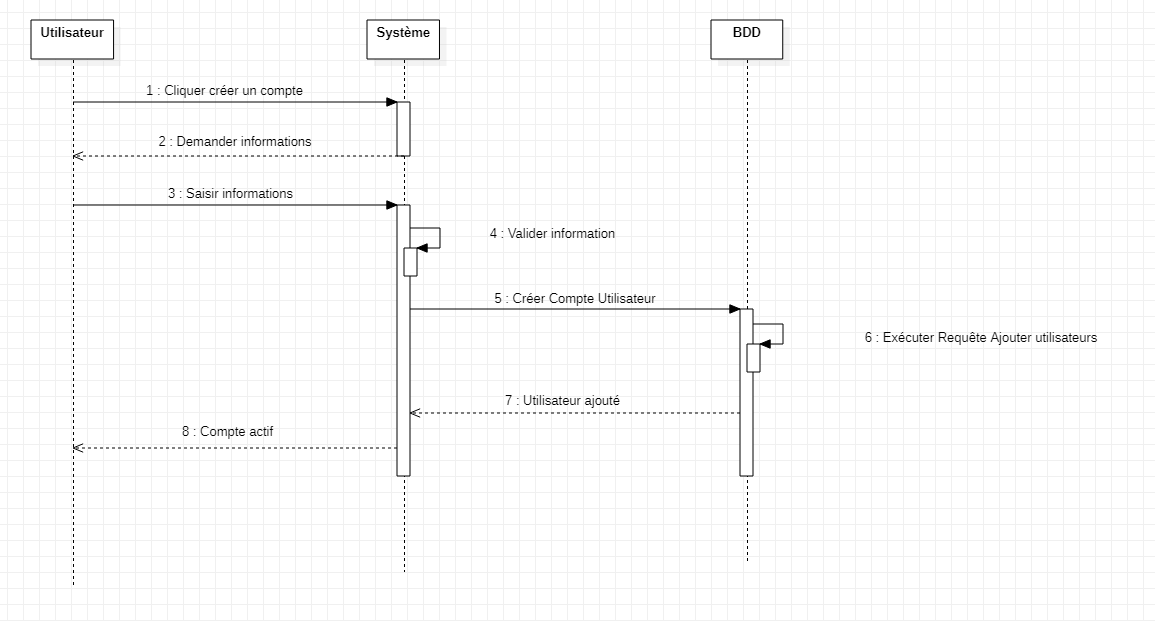 Utilisateur
Système
BDD
1 : Cliquer créer un compte
2 : Demander informations
3 : Saisir informations
4 : Valider information
5 : Créer Compte Utilisateur
6 : Exécuter Requête Ajouter utilisateurs
7 : Utilisateur ajouté
8 : Compte actif